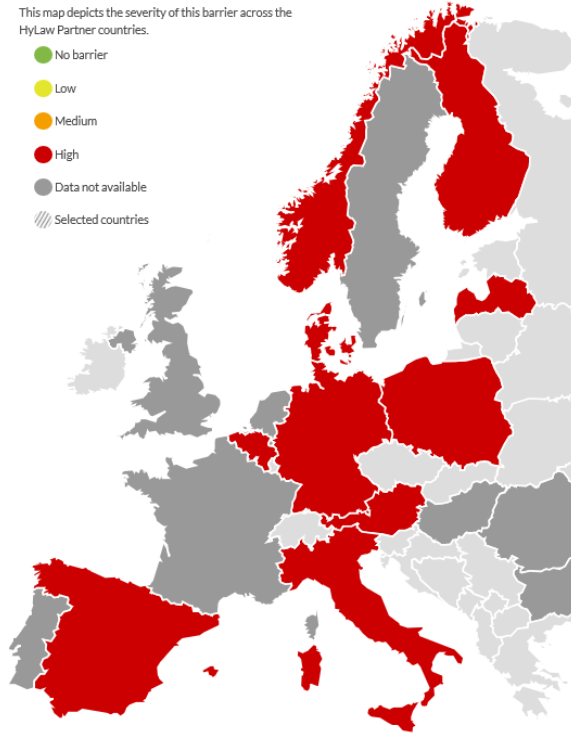 This map depicts the severity of this barrier across the
HyLaw Partner countries.
No barrier
Low
Medium
High
Data not available
Selected countries